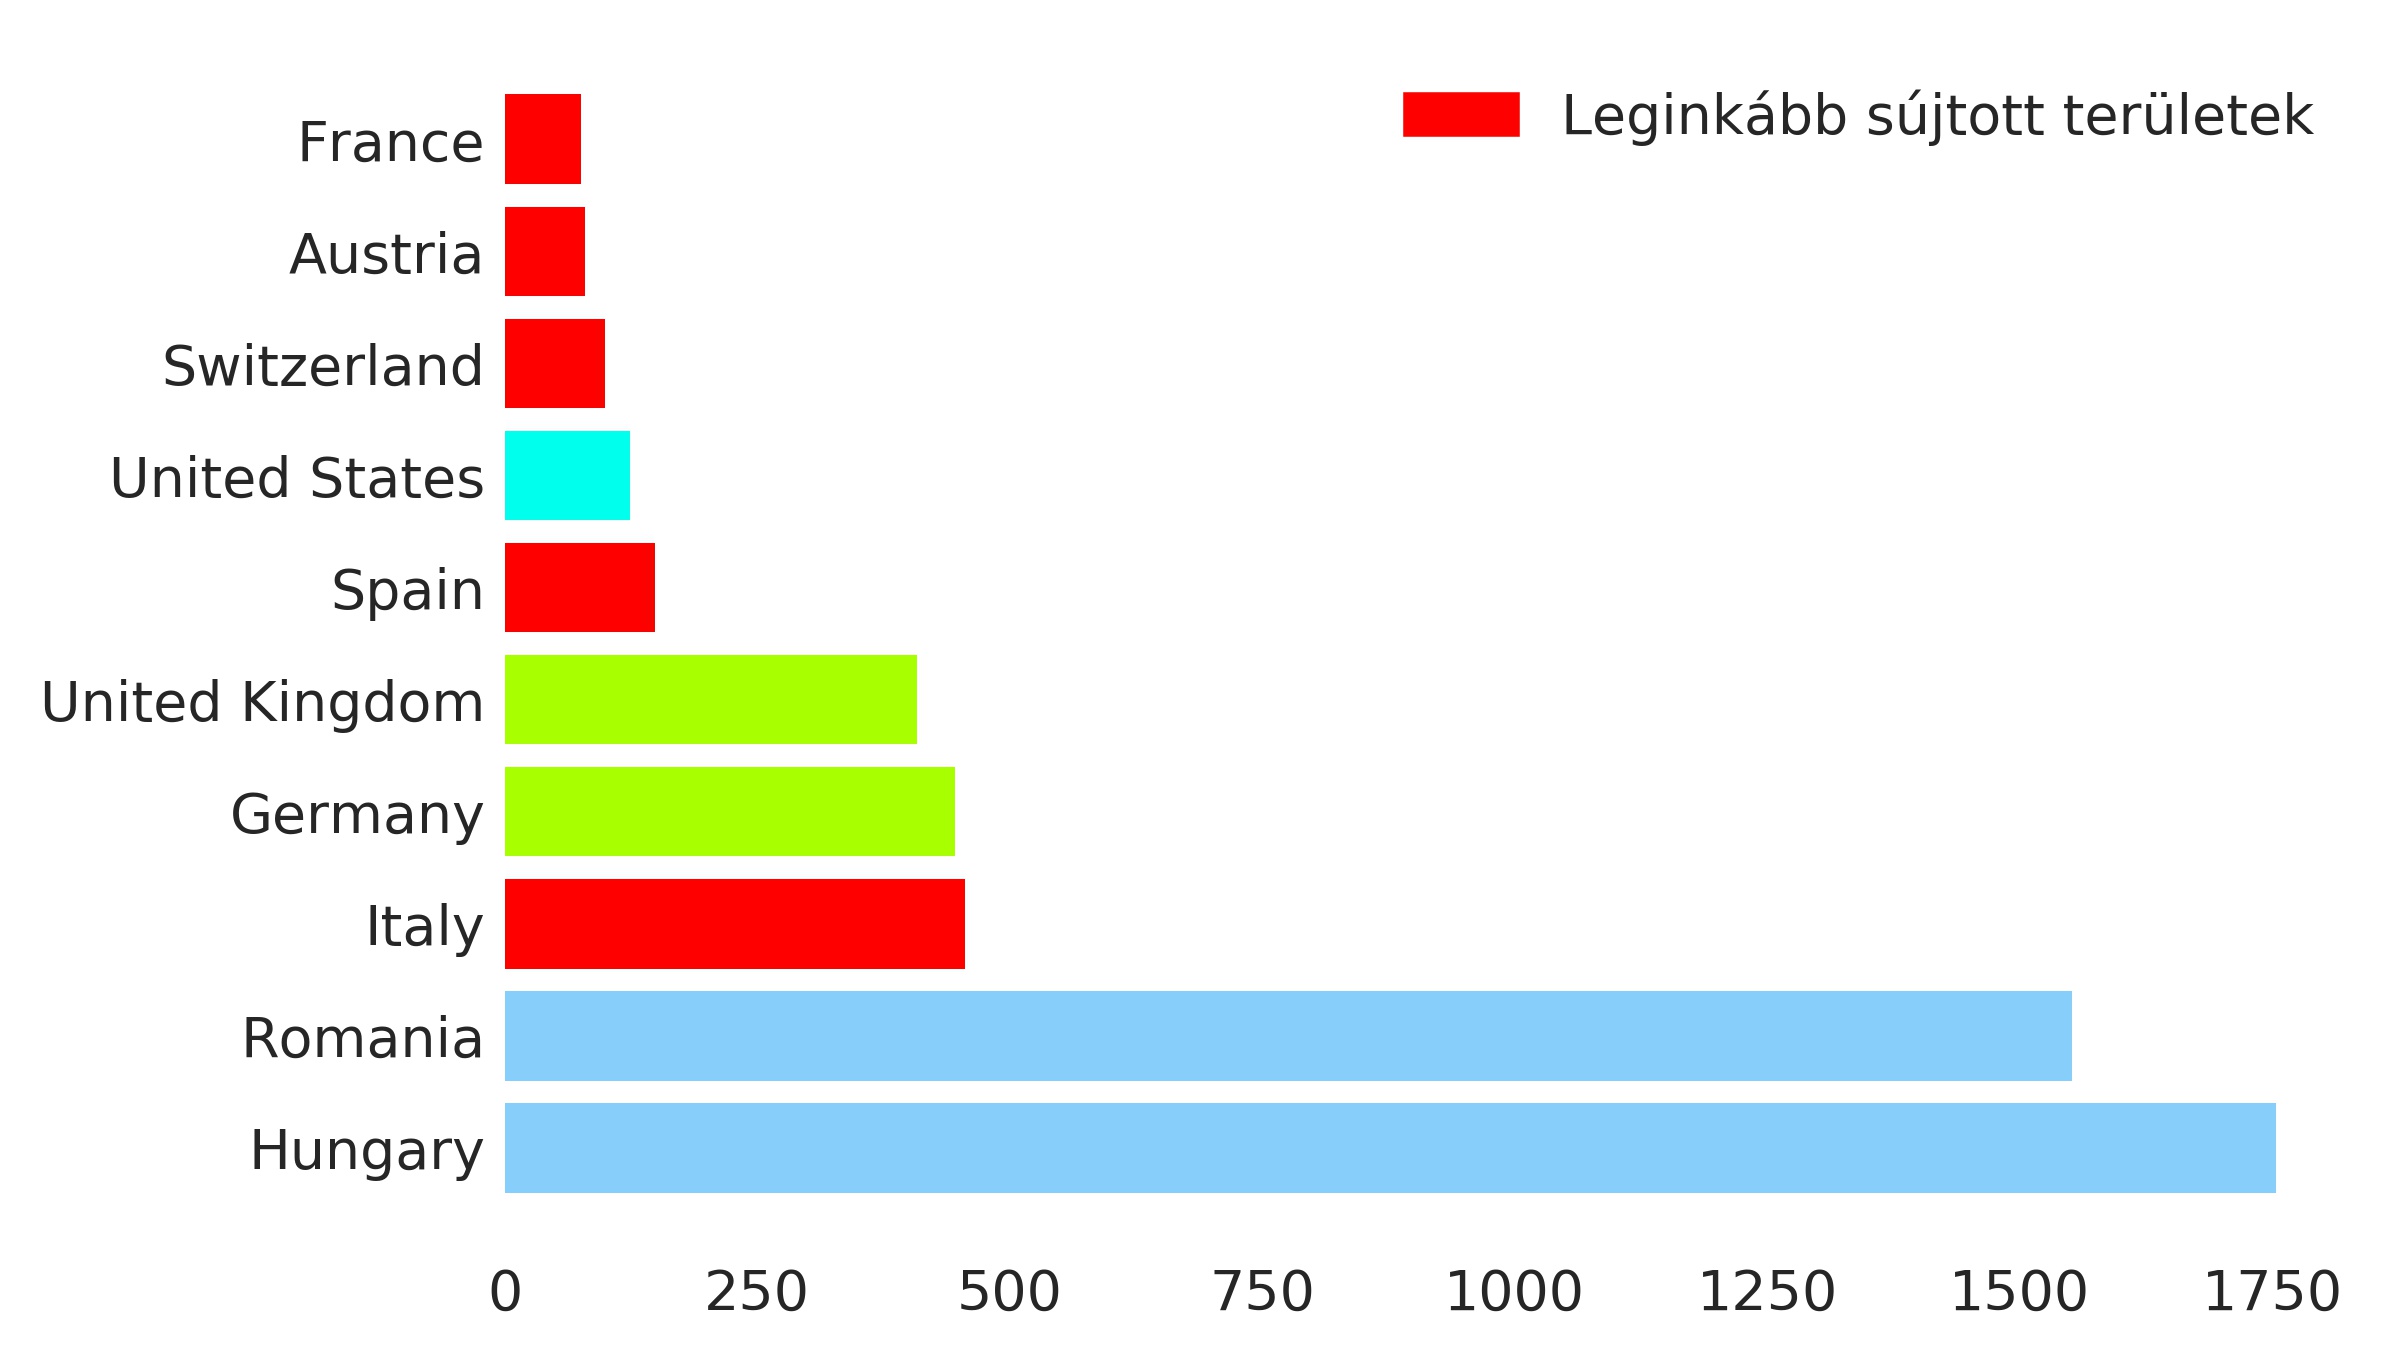 Leginkább sújtott területek
France
Austria
Switzerland
United States
Spain
United Kingdom
Germany
Italy
Romania
Hungary
0 250 500 750 1000 1250 1500 1750